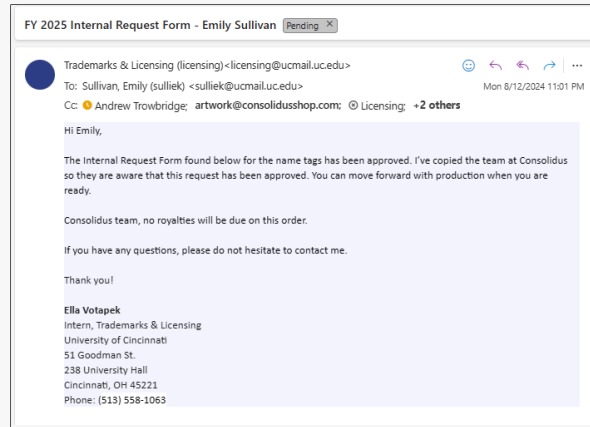 FY 2025 Internal Request Form - Emily Sullivan Pending ×
Trademarks & Licensing (licensing)<licensing@ucmail.uc.edu>
To: Sullivan, Emily (sulliek) <sulliek@ucmail.uc.edu>
Mon 8/12/2024 11:01 PM
Cc: Andrew Trowbridge; artwork@consolidusshop.com; Licensing; +2 others
Hi Emily,
The Internal Request Form found below for the name tags has been approved. I've copied the team at Consolidus
so they are aware that this request has been approved. You can move forward with production when you are
ready.
Consolidus team, no royalties will be due on this order.
If you have any questions, please do not hesitate to contact me.
Thank you!
Ella Votapek
Intern, Trademarks & Licensing
University of Cincinnati
51 Goodman St.
238 University Hall
Cincinnati, OH 45221
Phone: (513) 558-1063